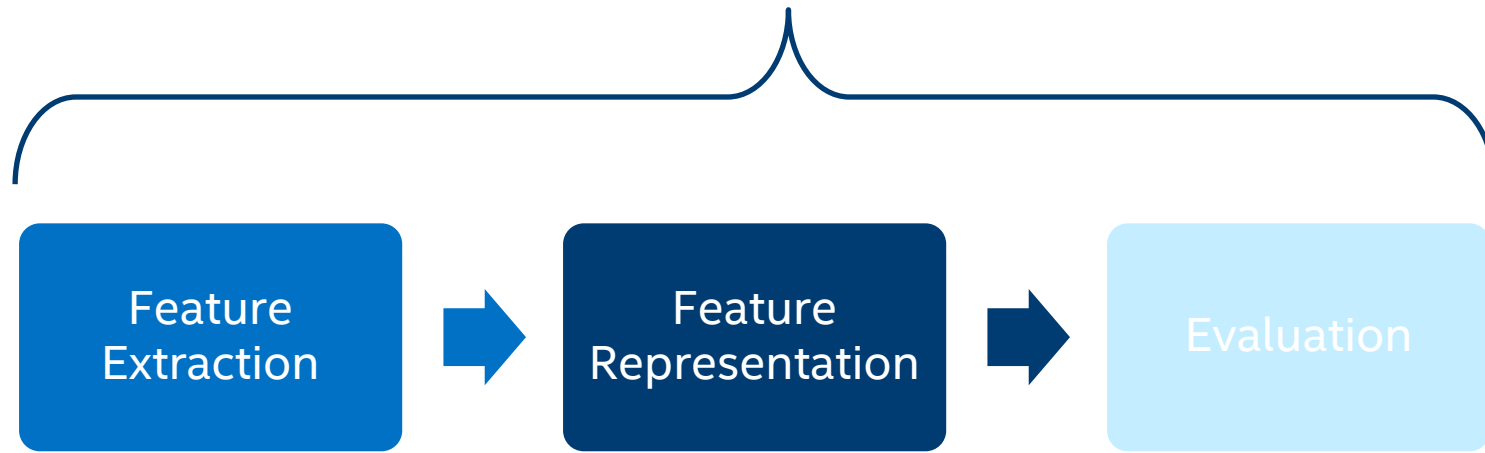 Feature
Extraction
Feature
Representation
Evaluation